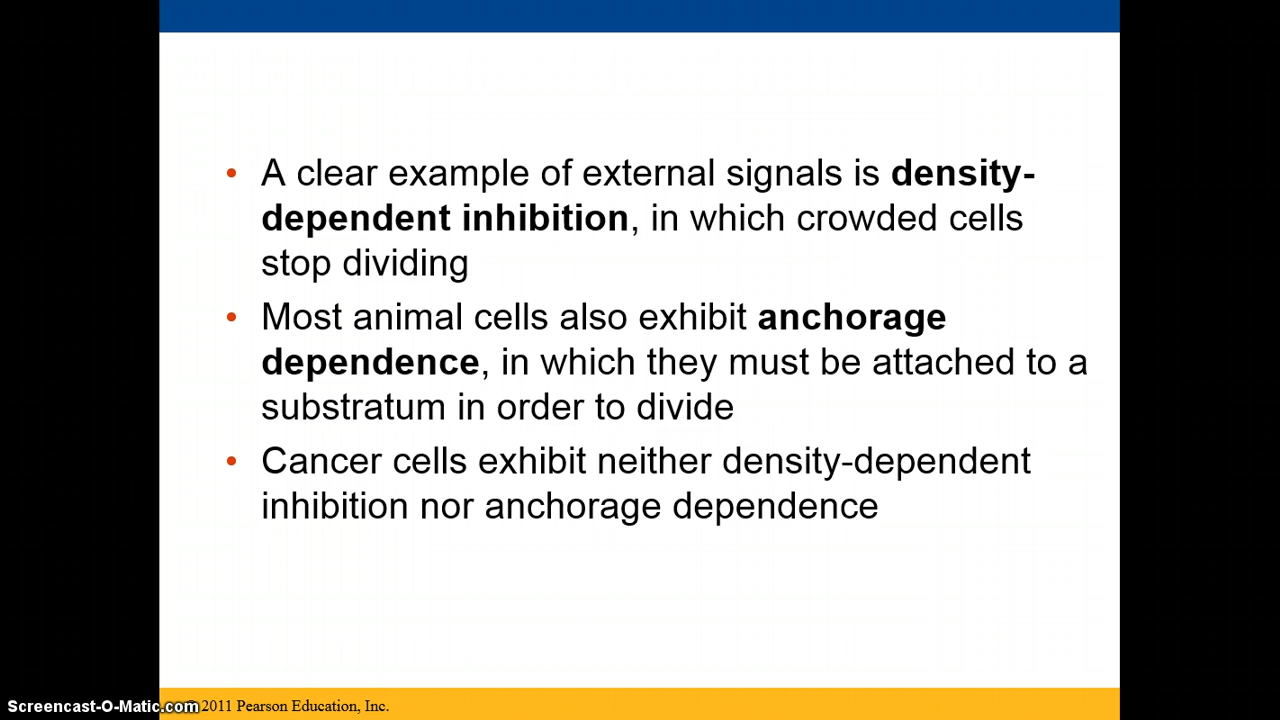 • A clear example of external signals is density-
dependent inhibition, in which crowded cells
stop dividing
• Most animal cells also exhibit anchorage
dependence, in which they must be attached to a
substratum in order to divide
• Cancer cells exhibit neither density-dependent
inhibition nor anchorage dependence
Screencast-O-Matic.com © 2011 Pearson Education, Inc.